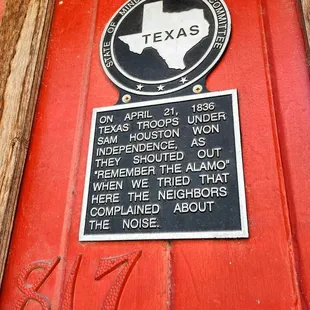 STATE OF
COMMITTEE
TEXAS
ON APRIL 21, 1836
TEXAS TROOPS UNDER
SAM HOUSTON WON
INDEPENDENCE, AS
THEY SHOUTED OUT
"REMEMBER THE ALAMO"
WHEN WE TRIED THAT
HERE THE NEIGHBORS
COMPLAINED ABOUT
THE NOISE.
817